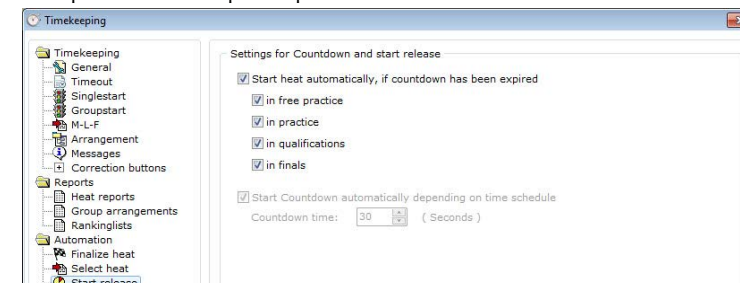 Timekeeping
Timekeeping
General
Timeout
Singlestart
Groupstart
M-L-F
Arrangement
Messages
Correction buttons
Reports
Heat reports
Group arrangements
Rankinglists
Automation
Finalize heat
Select heat
Start release
Settings for Countdown and start release
Start heat automatically, if countdown has been expired
in free practice
in practice
in qualifications
in finals
Start Countdown automatically depending on time schedule
Countdown time: 30 ( Seconds )